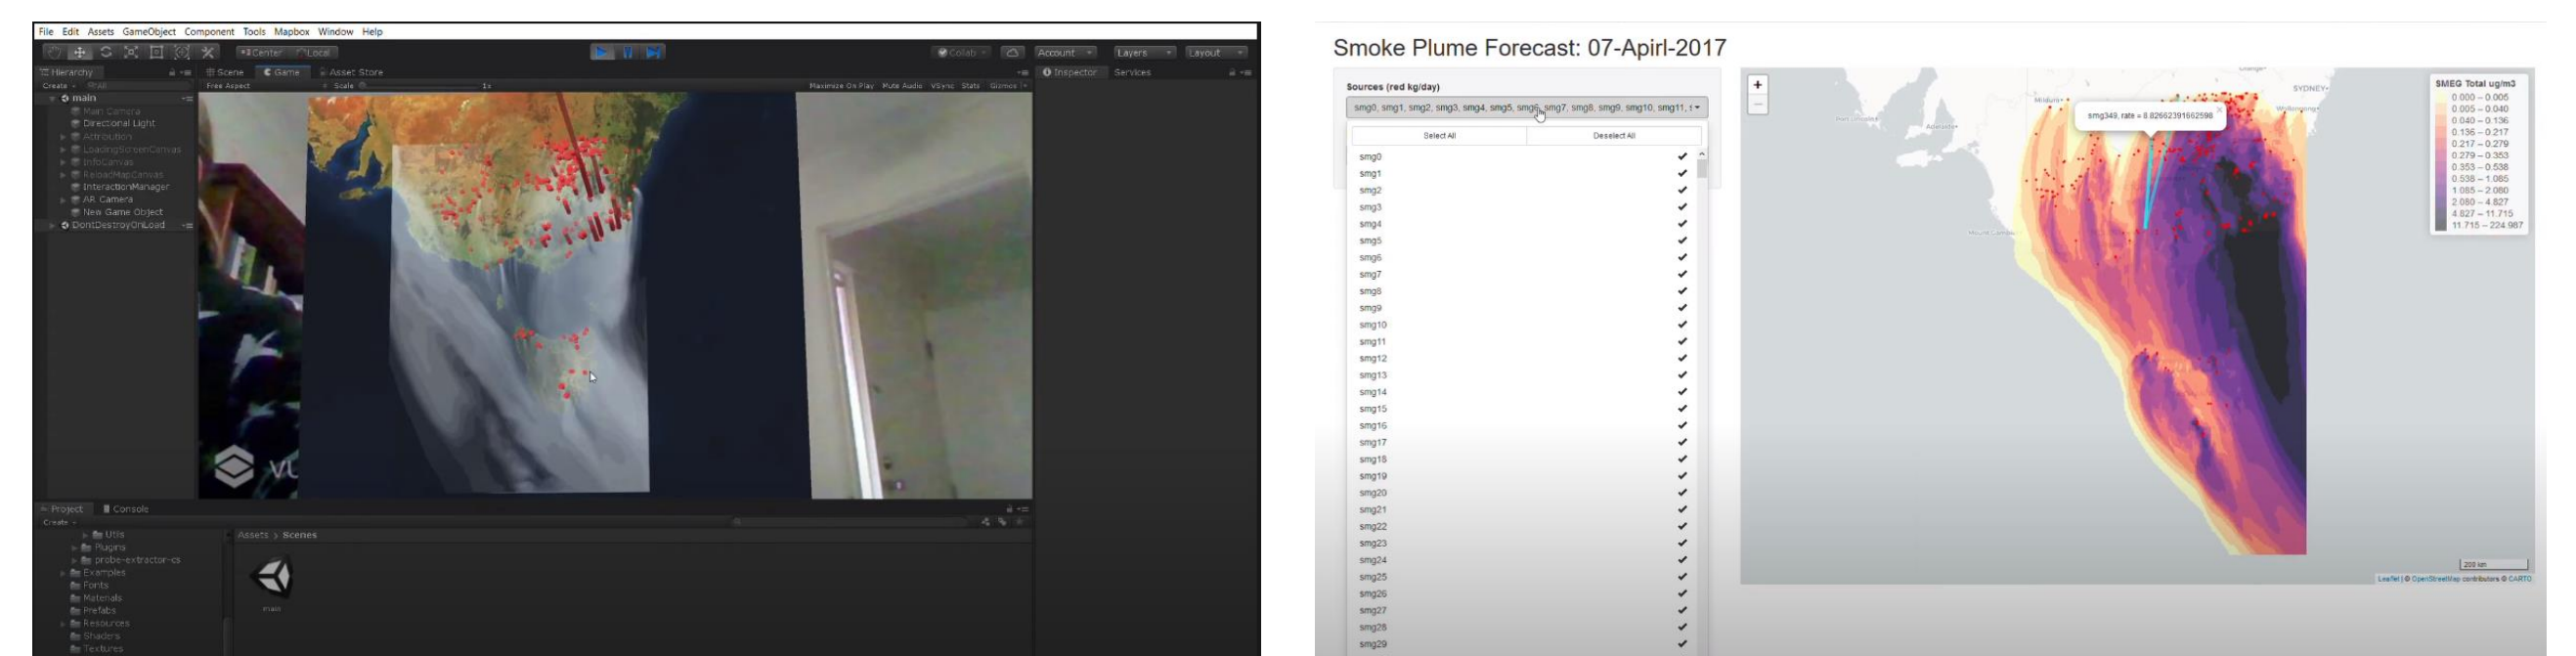 File Edit Assets GameObject Component Tools Mapbox Window Help
Center Local
Collab Account Layers Layout
Hierarchy Scene Game Asset Store Inspector Services
Create All Free Aspect Scale 1x Maximize On Play Mute Audio VSync Stats Gizmos
main
Main Camera
Directional Light
Attribution
LoadingScreenCanvas
InfoCanvas
ReloadMapCanvas
InteractionManager
AR Camera
New Game Object
DontDestroyOnLoad
VU
Project Console
Create
Assets > Scenes
Utils
Plugins
probe-extractor-cs
Examples
Fonts
Materials
Prefabs
Resources
Shaders
Textures
main
Smoke Plume Forecast: 07-Apirl-2017
Sources (red kg/day)
smg0, smg1, smg2, smg3, smg4, smg5, smg6, smg7, smg8, smg9, smg10, smg11, s
Select All Deselect All
smg0
smg1
smg2
smg3
smg4
smg5
smg6
smg7
smg8
smg9
smg10
smg11
smg12
smg13
smg14
smg15
smg16
smg17
smg18
smg19
smg20
smg21
smg22
smg23
smg24
smg25
smg26
smg27
smg28
smg29
+
−
SYDNEY
Wollongong
Mildura
Adelaide
Port Lincoln
smg349, rate = 8.82662391662598 ×
SMEG Total ug/m3
0.000 – 0.005
0.005 – 0.040
0.040 – 0.136
0.136 – 0.217
0.217 – 0.279
0.279 – 0.353
0.353 – 0.538
0.538 – 1.085
1.085 – 2.080
2.080 – 4.827
4.827 – 11.715
11.715 – 224.987
200 km
Leaflet | © OpenStreetMap contributors © CARTO